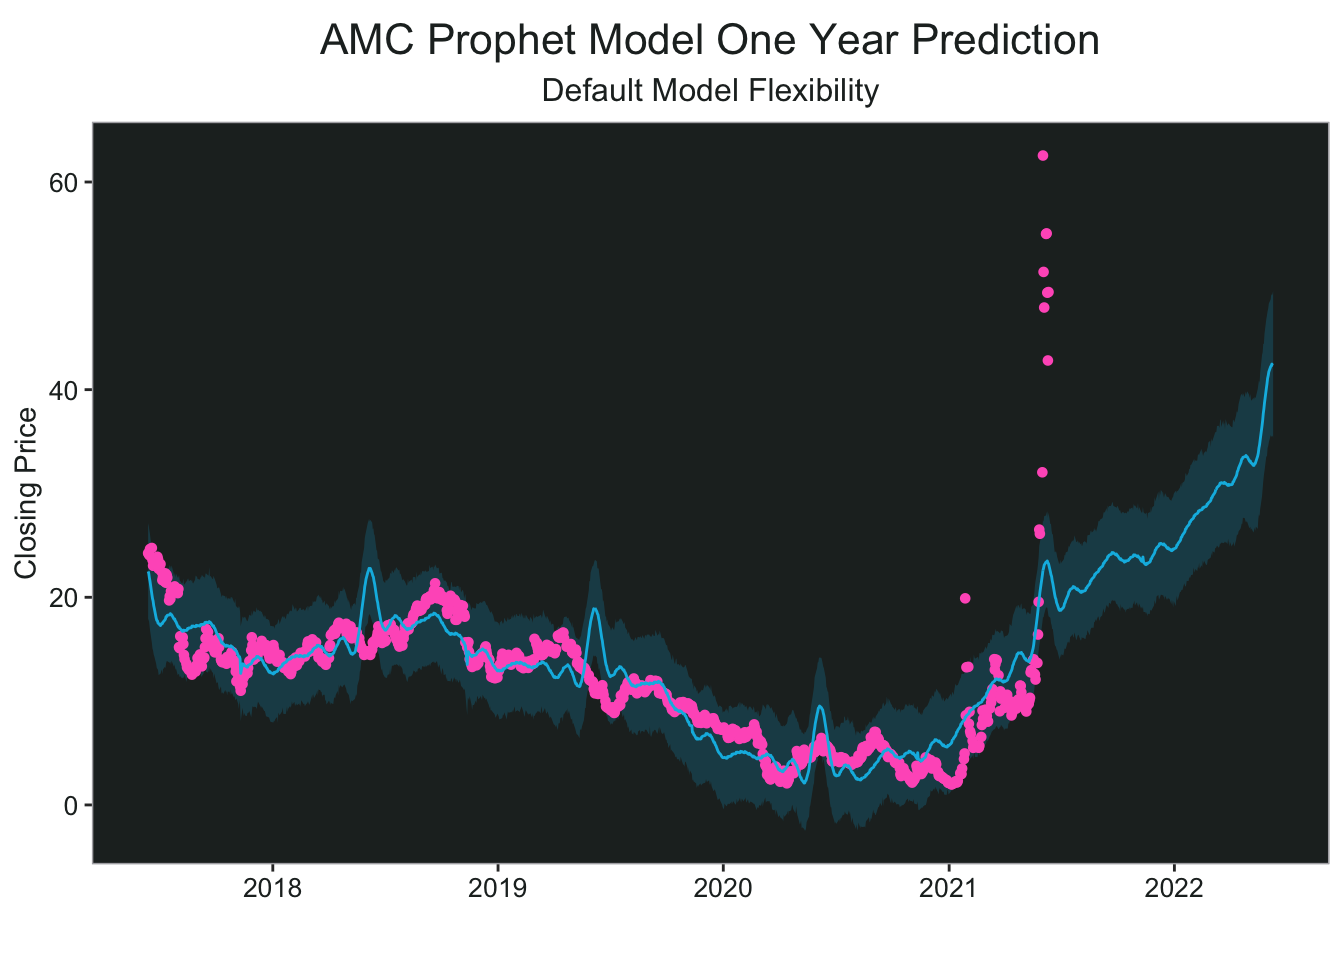 AMC Prophet Model One Year Prediction
Default Model Flexibility
Closing Price
60
40
20
0
2018 2019 2020 2021 2022